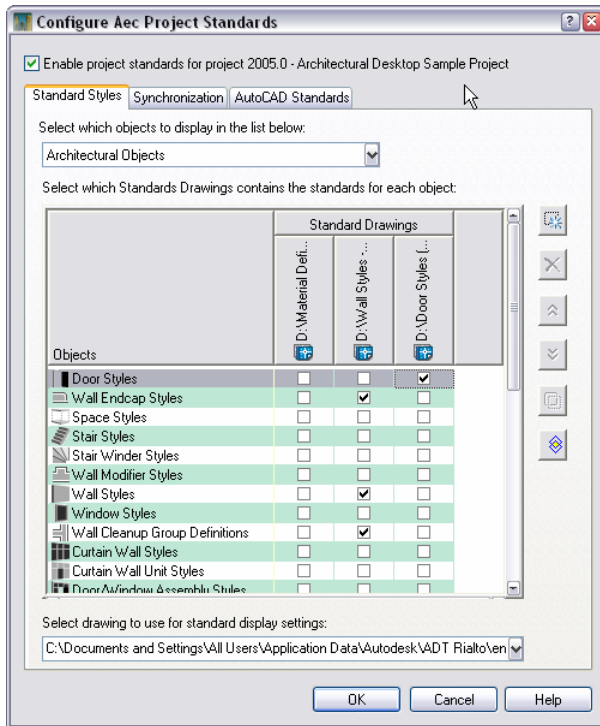 Configure Aec Project Standards
Enable project standards for project 2005.0 - Architectural Desktop Sample Project
Standard Styles
Synchronization
AutoCAD Standards
Select which objects to display in the list below:
Architectural Objects
Select which Standards Drawings contains the standards for each object:
Standard Drawings
Objects
D:\Material Defi...
D:\Wall Styles -...
D:\Door Styles (...
Door Styles
Wall Endcap Styles
Space Styles
Stair Styles
Stair Winder Styles
Wall Modifier Styles
Wall Styles
Window Styles
Wall Cleanup Group Definitions
Curtain Wall Styles
Curtain Wall Unit Styles
Door/Window Assembly Styles
Select drawing to use for standard display settings:
C:\Documents and Settings\All Users\Application Data\Autodesk\ADT Rialto\en
OK
Cancel
Help